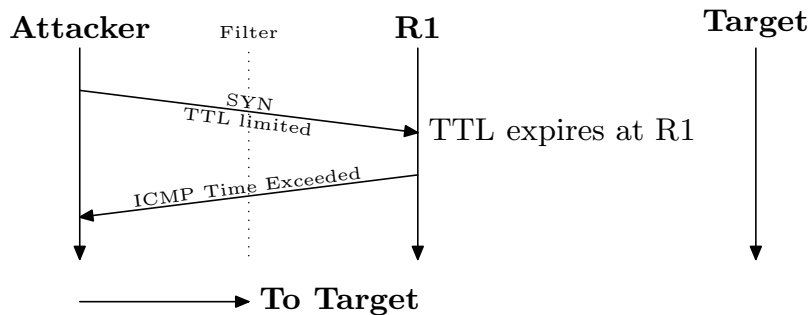 Attacker
Filter
R1
Target
SYN
TTL limited
TTL expires at R1
ICMP Time Exceeded
To Target